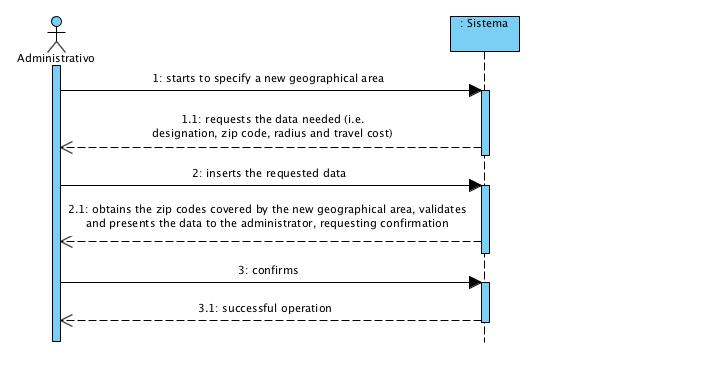 : Sistema
Administrativo
1: starts to specify a new geographical area
1.1: requests the data needed (i.e.
designation, zip code, radius and travel cost)
2: inserts the requested data
2.1: obtains the zip codes covered by the new geographical area, validates
and presents the data to the administrator, requesting confirmation
3: confirms
3.1: successful operation